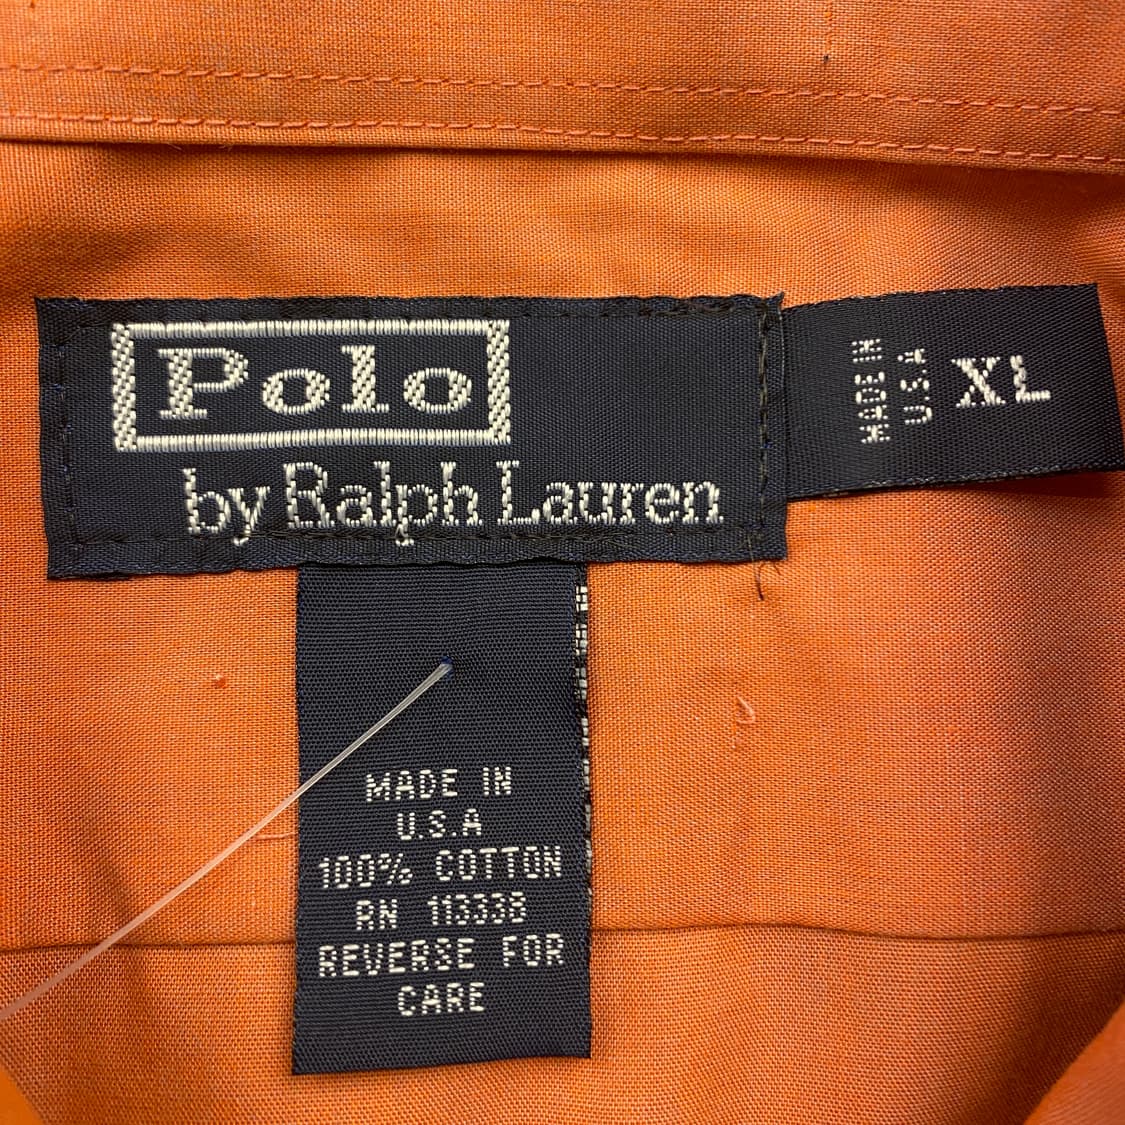 Polo
by Ralph Lauren
MADE IN
U.S.A
XL
MADE IN
U.S.A
100% COTTON
RN 113338
REVERSE FOR
CARE